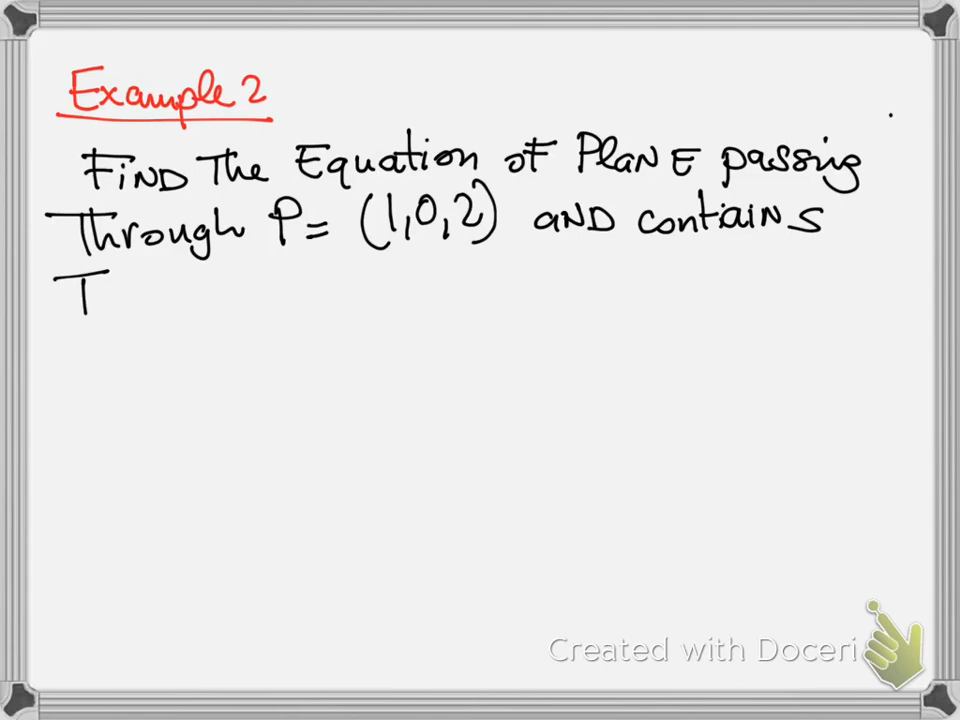 Example 2
FiND The Equation of PlanE passing
Through P= (1,0,2) AND contains
T
Created with Doceri